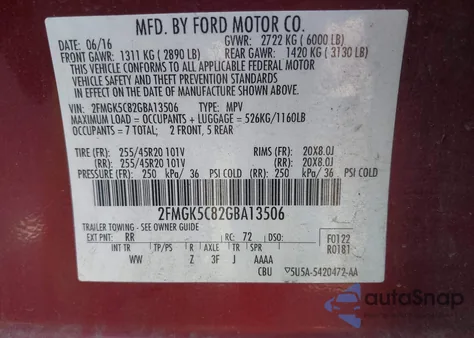 MFD. BY FORD MOTOR CO.
DATE: 06/16 GVWR: 2722 KG (6000 LB)
FRONT GAWR: 1311 KG (2890 LB) REAR GAWR: 1420 KG (3130 LB)
THIS VEHICLE CONFORMS TO ALL APPLICABLE FEDERAL MOTOR
VEHICLE SAFETY AND THEFT PREVENTION STANDARDS IN EFFECT ON THE DATE OF MANUFACTURE
SHOWN ABOVE.
VIN: 2FMGK5C82GBA13506 TYPE: MPV
MAXIMUM LOAD = OCCUPANTS + LUGGAGE = 526KG/1160LB
OCCUPANTS = 7 TOTAL; 2 FRONT, 5 REAR
TIRE (FR): 255/45R20 101V RIMS (FR): 20X8.0J
TIRE (RR): 255/45R20 101V RIMS (RR): 20X8.0J
PRESSURE (FR): 250 kPa/ 36 PSI COLD (RR): 250 kPa/ 36 PSI COLD
2FMGK5C82GBA13506
TRAILER TOWING - SEE OWNER GUIDE
EXT PNT: RR RC: 72 DSO: F0122
INT TR TP/PS R AXLE TR SPR R0181
WW Z 3F J AAAA
CBU 5U5A-5420472-AA
autoSnap